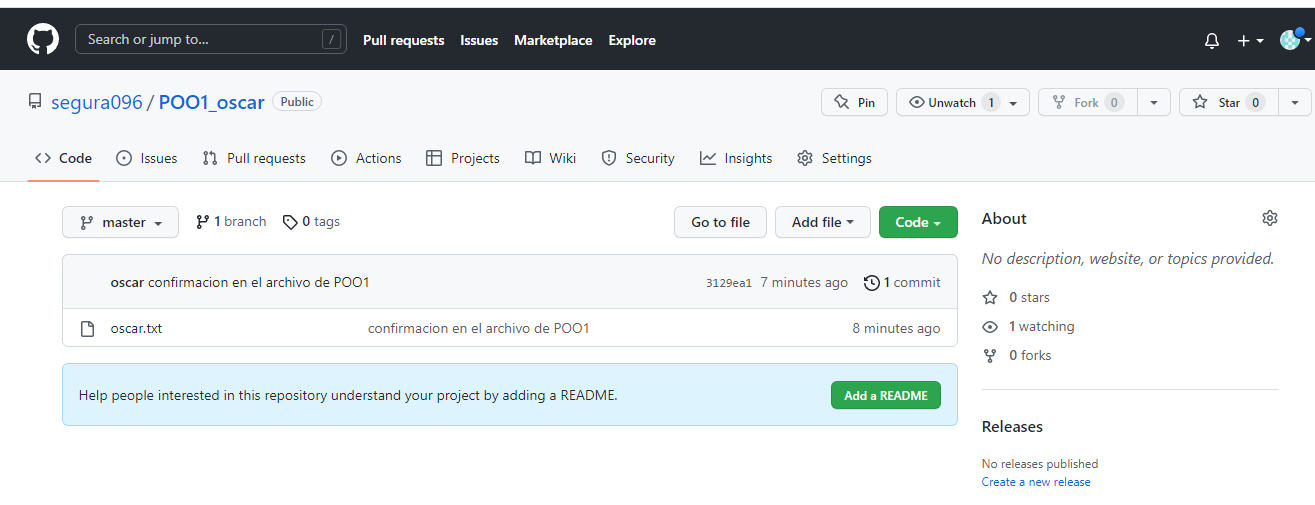 Search or jump to... /
Pull requests Issues Marketplace Explore
segura096 / POO1_oscar Public
Pin Unwatch 1 Fork 0 Star 0
Code Issues Pull requests Actions Projects Wiki Security Insights Settings
master 1 branch 0 tags Go to file Add file Code
oscar confirmacion en el archivo de POO1 3129ea1 7 minutes ago 1 commit
oscar.txt confirmacion en el archivo de POO1 8 minutes ago
Help people interested in this repository understand your project by adding a README. Add a README
About
No description, website, or topics provided.
0 stars
1 watching
0 forks
Releases
No releases published
Create a new release